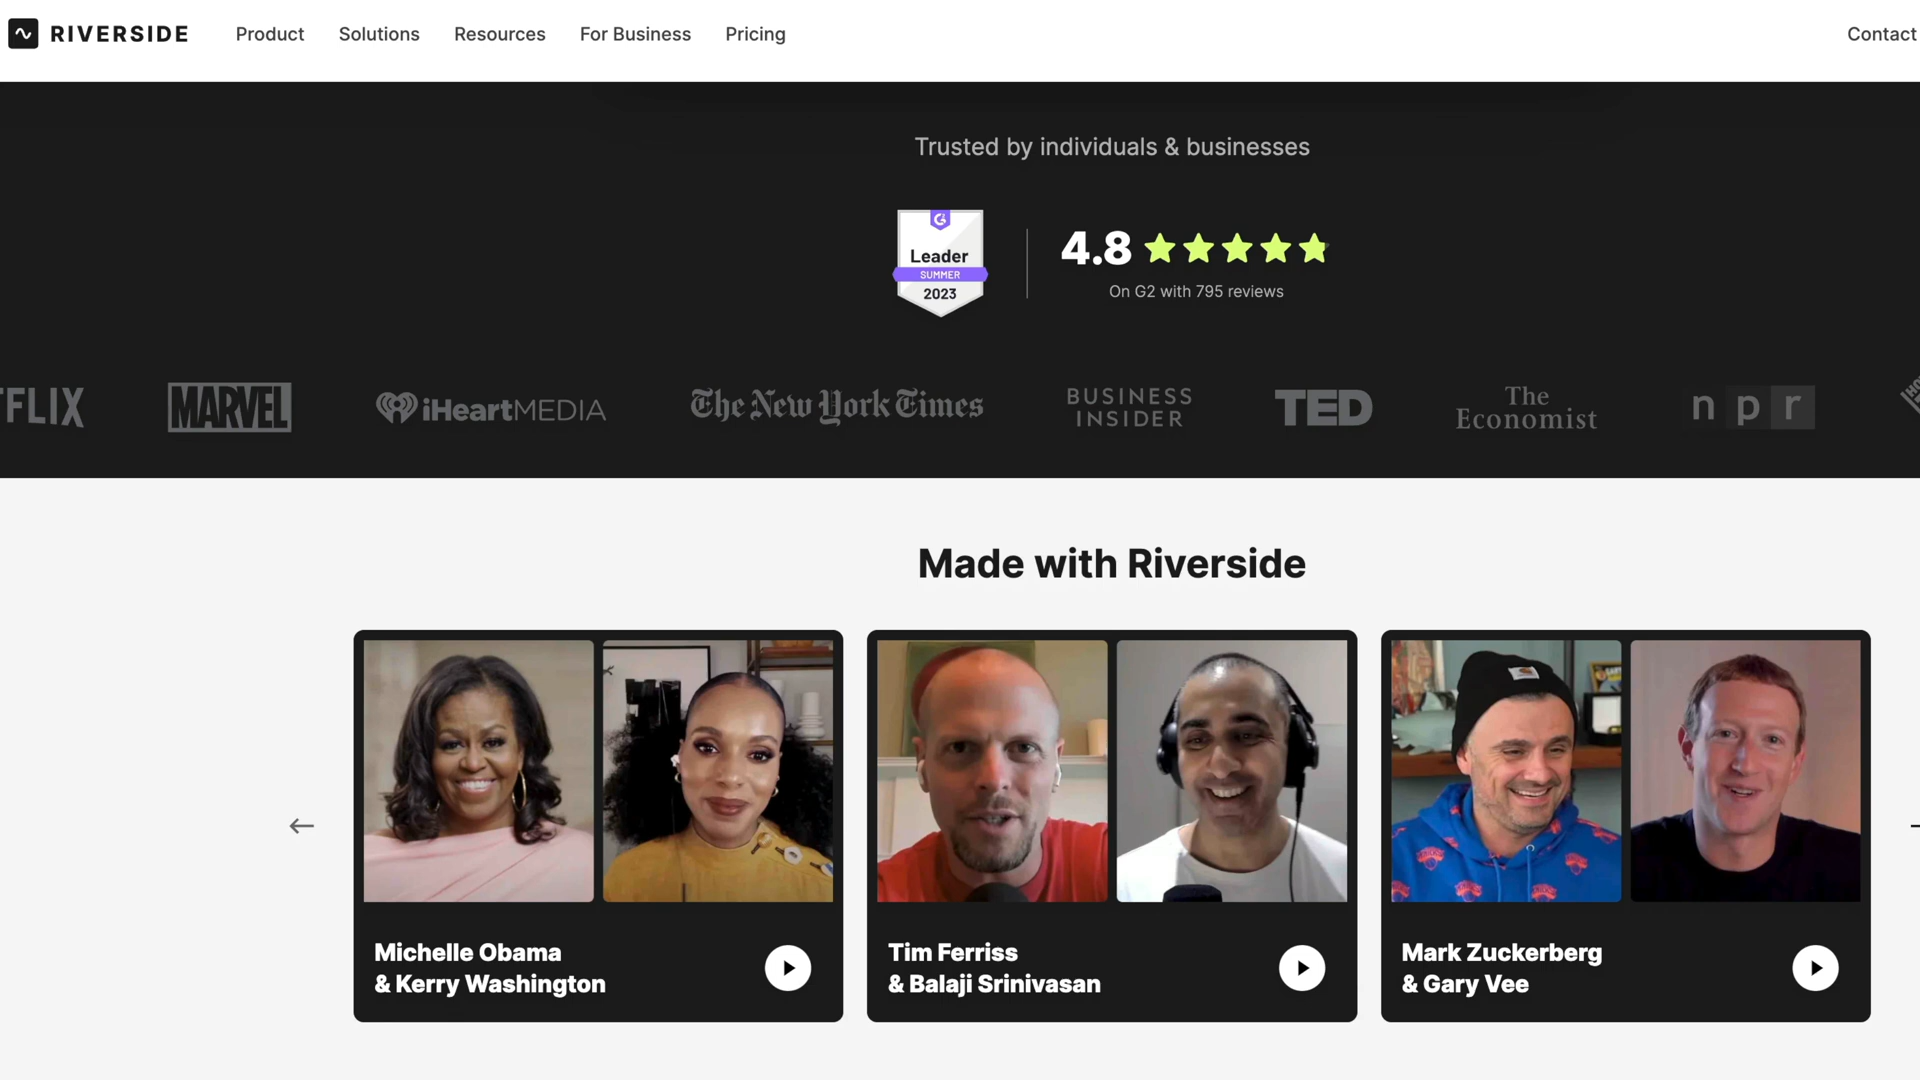 RIVERSIDE
Product
Solutions
Resources
For Business
Pricing
Contact
Trusted by individuals & businesses
Leader
SUMMER
2023
4.8
On G2 with 795 reviews
TFLIX
MARVEL
iHeartMEDIA
The New York Times
BUSINESS
INSIDER
TED
The
Economist
npr
Made with Riverside
Michelle Obama
& Kerry Washington
Tim Ferriss
& Balaji Srinivasan
Mark Zuckerberg
& Gary Vee